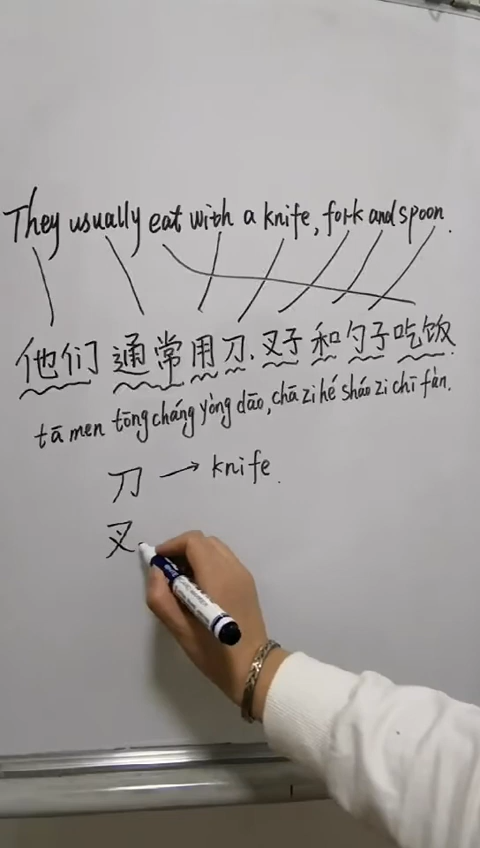 They usually eat with a knife, fork and spoon.
他们通常用刀、叉子和勺子吃饭.
tā men tōng cháng yòng dāo, chā zi hé sháo zi chī fàn.
刀 → knife.
叉